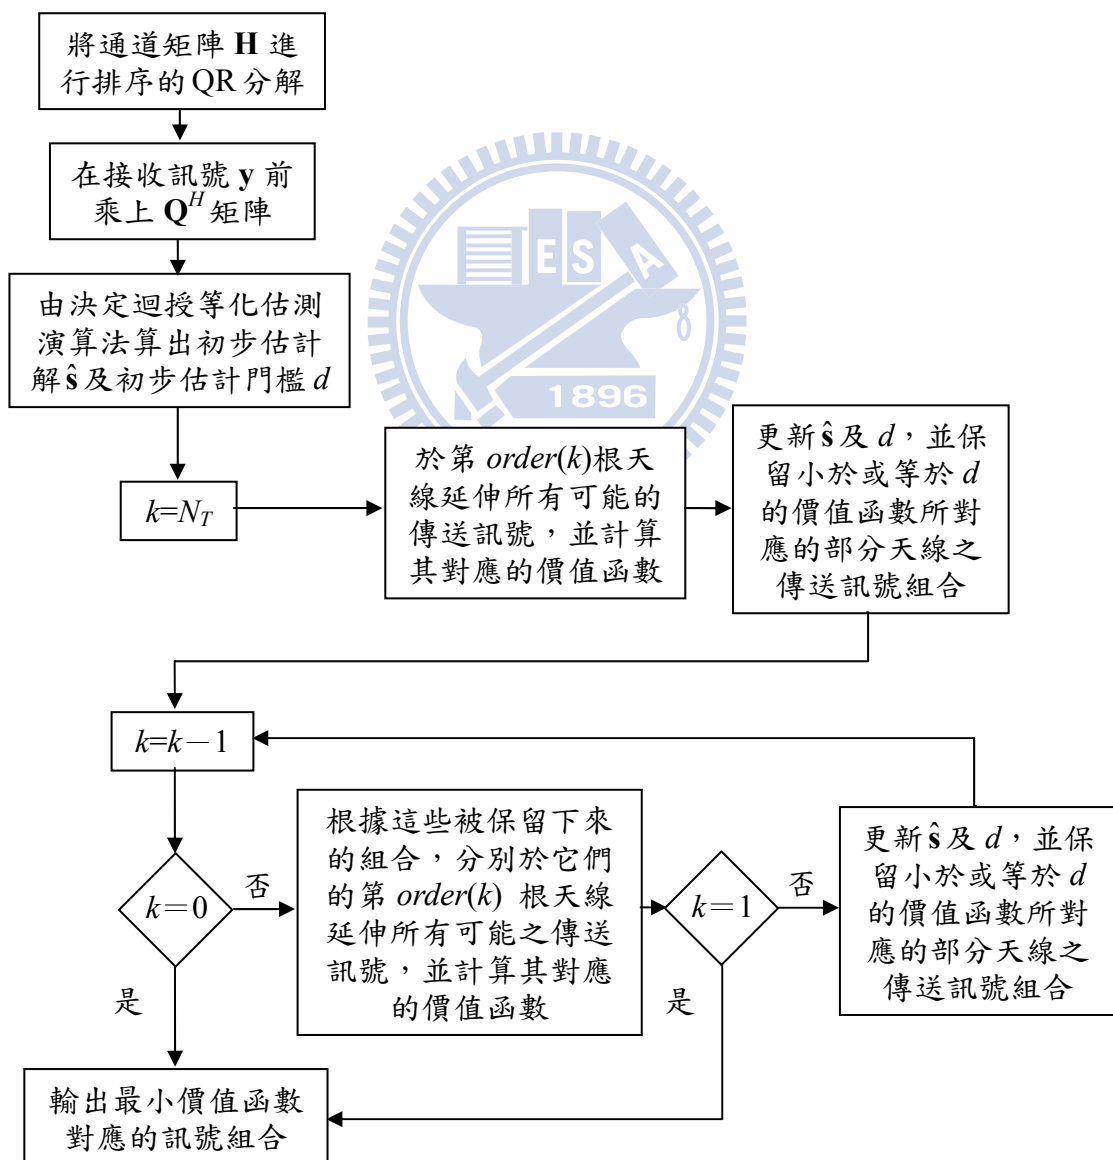 將通道矩陣 H 進
行排序的 QR 分解
在接收訊號 y 前
乘上 Q^H 矩陣
由決定迴授等化估測
演算法算出初步估計
解 ŝ 及初步估計門檻 d
k=N_T
於第 order(k)根天
線延伸所有可能的
傳送訊號，並計算
其對應的價值函數
更新 ŝ 及 d，並保
留小於或等於 d
的價值函數所對
應的部分天線之
傳送訊號組合
E S A
1896
k=k－1
k=0
否
是
根據這些被保留下來
的組合，分別於它們
的第 order(k) 根天線
延伸所有可能之傳送
訊號，並計算其對應
的價值函數
k=1
否
是
更新 ŝ 及 d，並保
留小於或等於 d
的價值函數所對
應的部分天線之
傳送訊號組合
輸出最小價值函數
對應的訊號組合